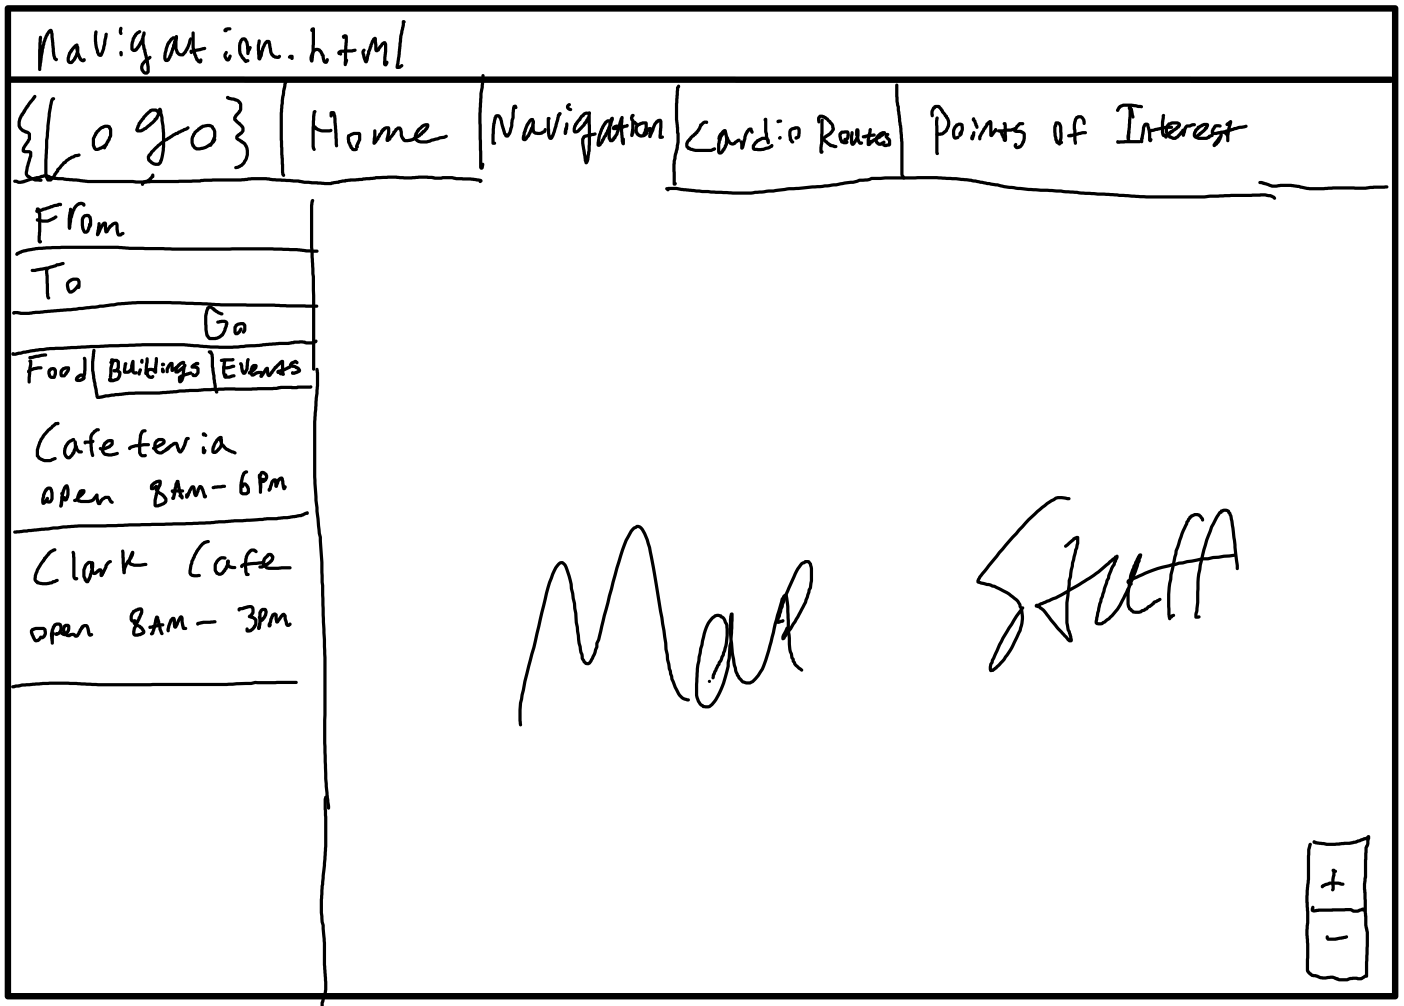 Navigation.html
{Logo} Home Navigation Cardio Routes Points of Interest
From
To
Go
Food Buildings Events
Cafeteria
open 8AM - 6PM
Clark Cafe
open 8AM - 3PM
Map Stuff
+
-